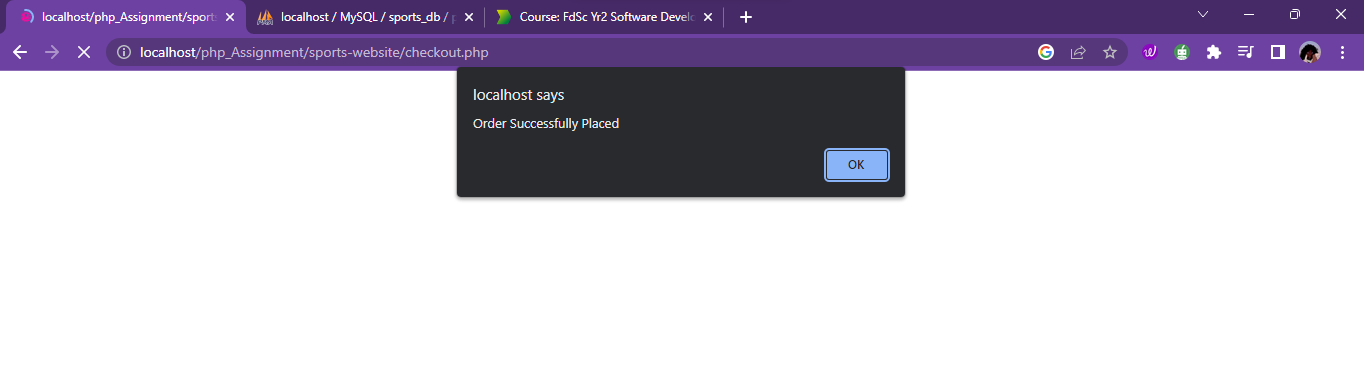 localhost/php_Assignment/sports
localhost / MySQL / sports_db / p
Course: FdSc Yr2 Software Develo
localhost/php_Assignment/sports-website/checkout.php
localhost says
Order Successfully Placed
OK